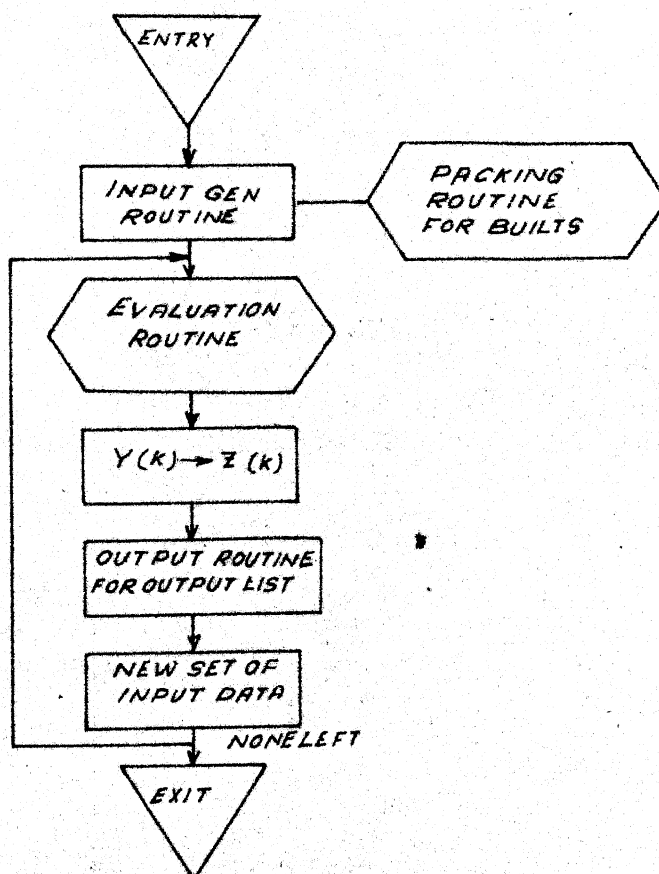 ENTRY
INPUT GEN
ROUTINE
PACKING
ROUTINE
FOR BUILTS
EVALUATION
ROUTINE
Y(K)→Z(K)
OUTPUT ROUTINE
FOR OUTPUT LIST
NEW SET OF
INPUT DATA
NONE LEFT
EXIT